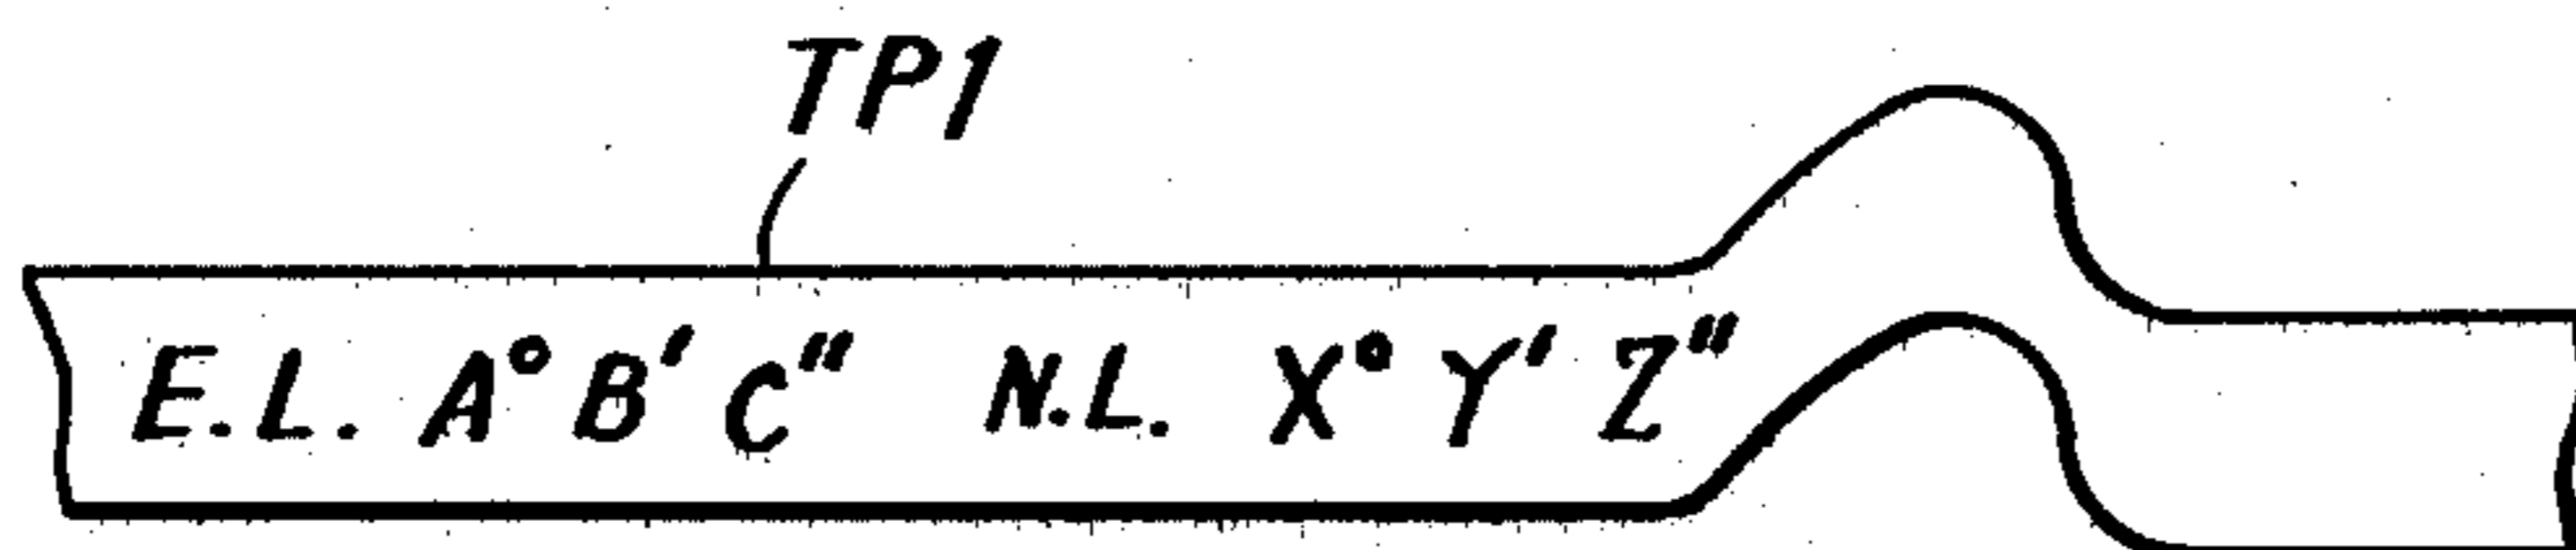 TP1
E.L. A° B' C" N.L. X° Y' Z"